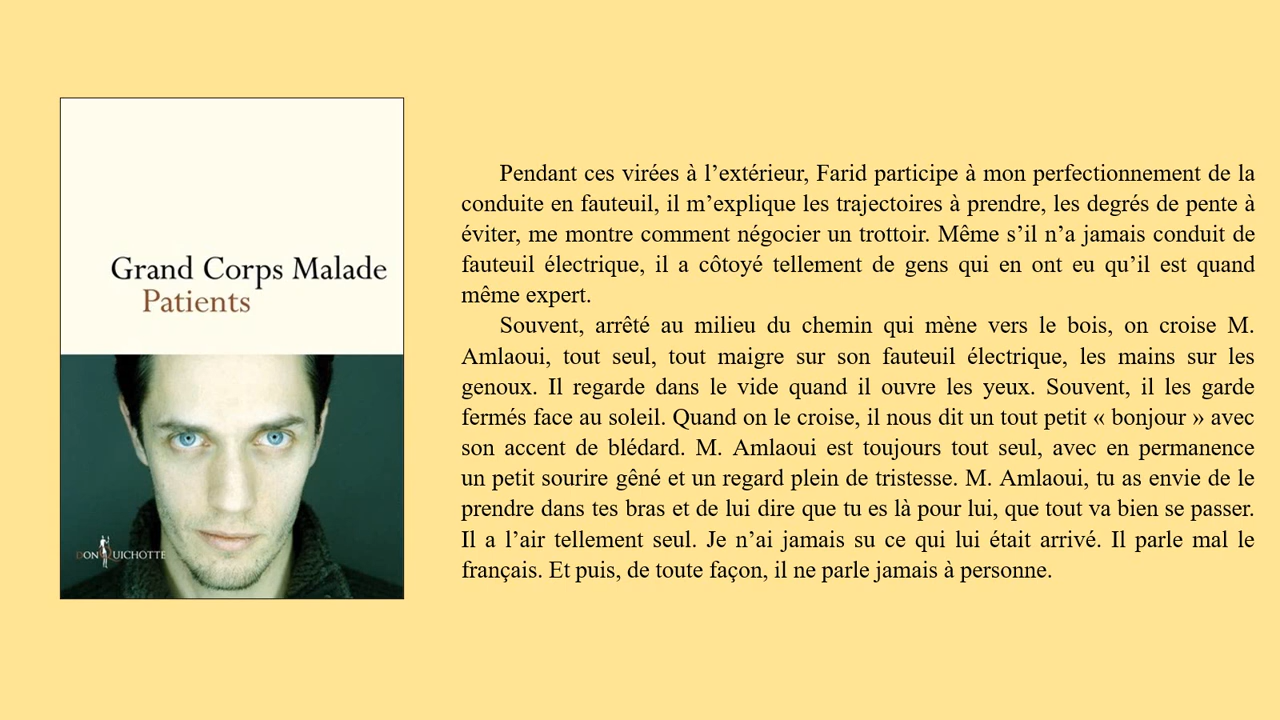 Grand Corps Malade
Patients
DON QUICHOTTE
Pendant ces virées à l’extérieur, Farid participe à mon perfectionnement de la
conduite en fauteuil, il m’explique les trajectoires à prendre, les degrés de pente à
éviter, me montre comment négocier un trottoir. Même s’il n’a jamais conduit de
fauteuil électrique, il a côtoyé tellement de gens qui en ont eu qu’il est quand
même expert.
Souvent, arrêté au milieu du chemin qui mène vers le bois, on croise M.
Amlaoui, tout seul, tout maigre sur son fauteuil électrique, les mains sur les
genoux. Il regarde dans le vide quand il ouvre les yeux. Souvent, il les garde
fermés face au soleil. Quand on le croise, il nous dit un tout petit « bonjour » avec
son accent de blédard. M. Amlaoui est toujours tout seul, avec en permanence
un petit sourire gêné et un regard plein de tristesse. M. Amlaoui, tu as envie de le
prendre dans tes bras et de lui dire que tu es là pour lui, que tout va bien se passer.
Il a l’air tellement seul. Je n’ai jamais su ce qui lui était arrivé. Il parle mal le
français. Et puis, de toute façon, il ne parle jamais à personne.